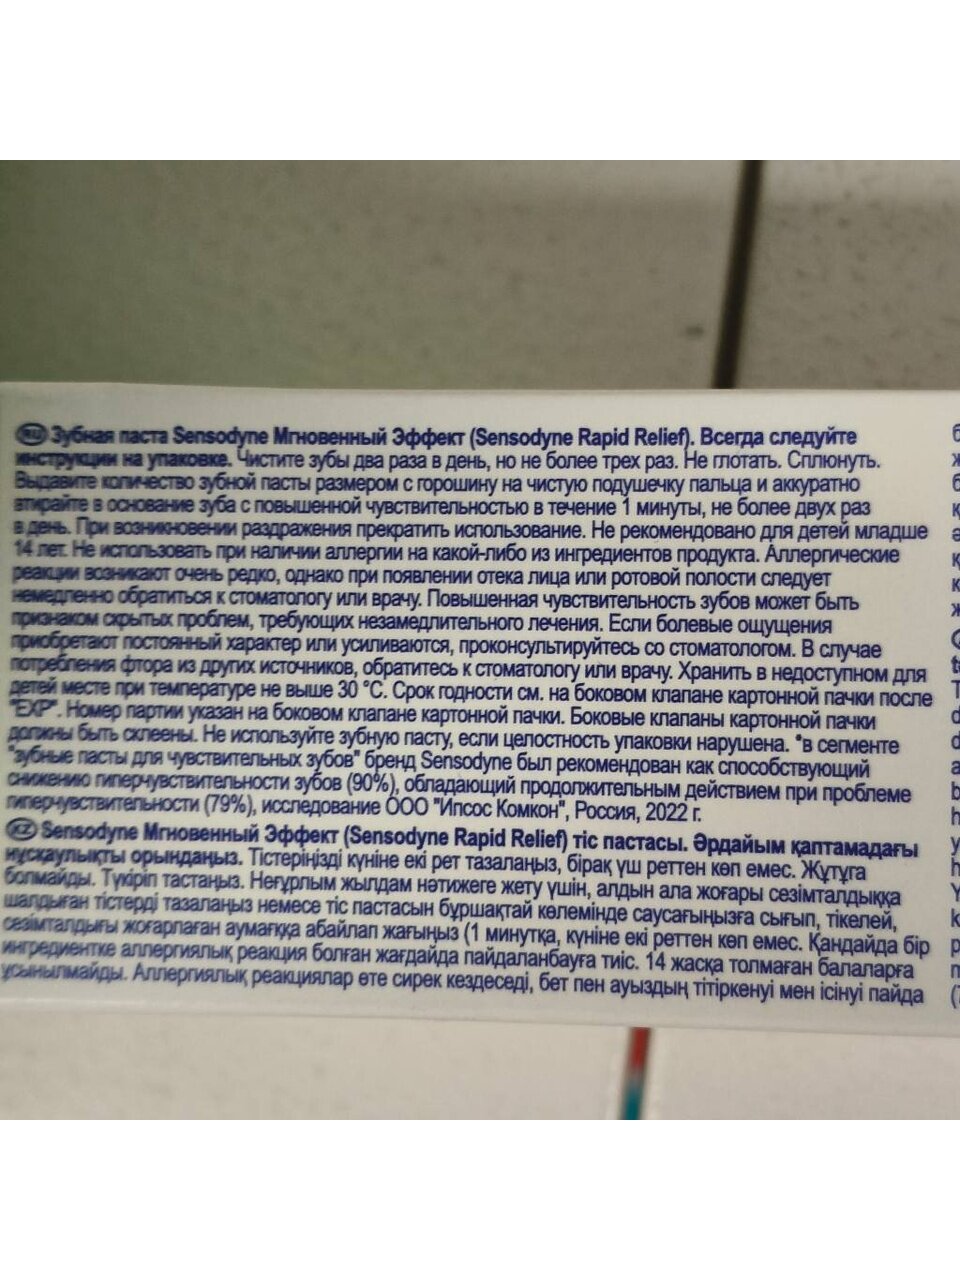 RU Зубная паста Sensodyne Мгновенный Эффект (Sensodyne Rapid Relief). Всегда следуйте
инструкции на упаковке. Чистите зубы два раза в день, но не более трех раз. Не глотать. Сплюнуть.
Выдавите количество зубной пасты размером с горошину на чистую подушечку пальца и аккуратно
втирайте в основание зуба с повышенной чувствительностью в течение 1 минуты, не более двух раз
в день. При возникновении раздражения прекратить использование. Не рекомендовано для детей младше
14 лет. Не использовать при наличии аллергии на какой-либо из ингредиентов продукта. Аллергические
реакции возникают очень редко, однако при появлении отека лица или ротовой полости следует
немедленно обратиться к стоматологу или врачу. Повышенная чувствительность зубов может быть
признаком скрытых проблем, требующих незамедлительного лечения. Если болевые ощущения
приобретают постоянный характер или усиливаются, проконсультируйтесь со стоматологом. В случае
потребления фтора из других источников, обратитесь к стоматологу или врачу. Хранить в недоступном для
детей месте при температуре не выше 30 °C. Срок годности см. на боковом клапане картонной пачки после
"EXP". Номер партии указан на боковом клапане картонной пачки. Боковые клапаны картонной пачки
должны быть склеены. Не используйте зубную пасту, если целостность упаковки нарушена. *в сегменте
"зубные пасты для чувствительных зубов" бренд Sensodyne был рекомендован как способствующий
снижению гиперчувствительности зубов (90%), обладающий продолжительным действием при проблеме
гиперчувствительности (79%), исследование ООО "Ипсос Комкон", Россия, 2022 г.
KZ Sensodyne Мгновенный Эффект (Sensodyne Rapid Relief) тіс пастасы. Әрдайым қаптамадағы
нұсқаулықты орындаңыз. Тістеріңізді күніне екі рет тазалаңыз, бірақ үш реттен көп емес. Жұтуға
болмайды. Түкіріп тастаңыз. Неғұрлым жылдам нәтижеге жету үшін, алдын ала жоғары сезімталдыққа
шалдыған тістерді тазалаңыз немесе тіс пастасын бұршақтай көлемінде саусағыңызға сығып, тікелей,
сезімталдығы жоғарлаған аумаққа абайлап жағыңыз (1 минутқа, күніне екі реттен көп емес. Қандайда бір
ингредиентке аллергиялық реакция болған жағдайда пайдаланбауға тиіс. 14 жасқа толмаған балаларға
ұсынылмайды. Аллергиялық реакциялар өте сирек кездеседі, бет пен ауыздың тітіркенуі мен ісінуі пайда